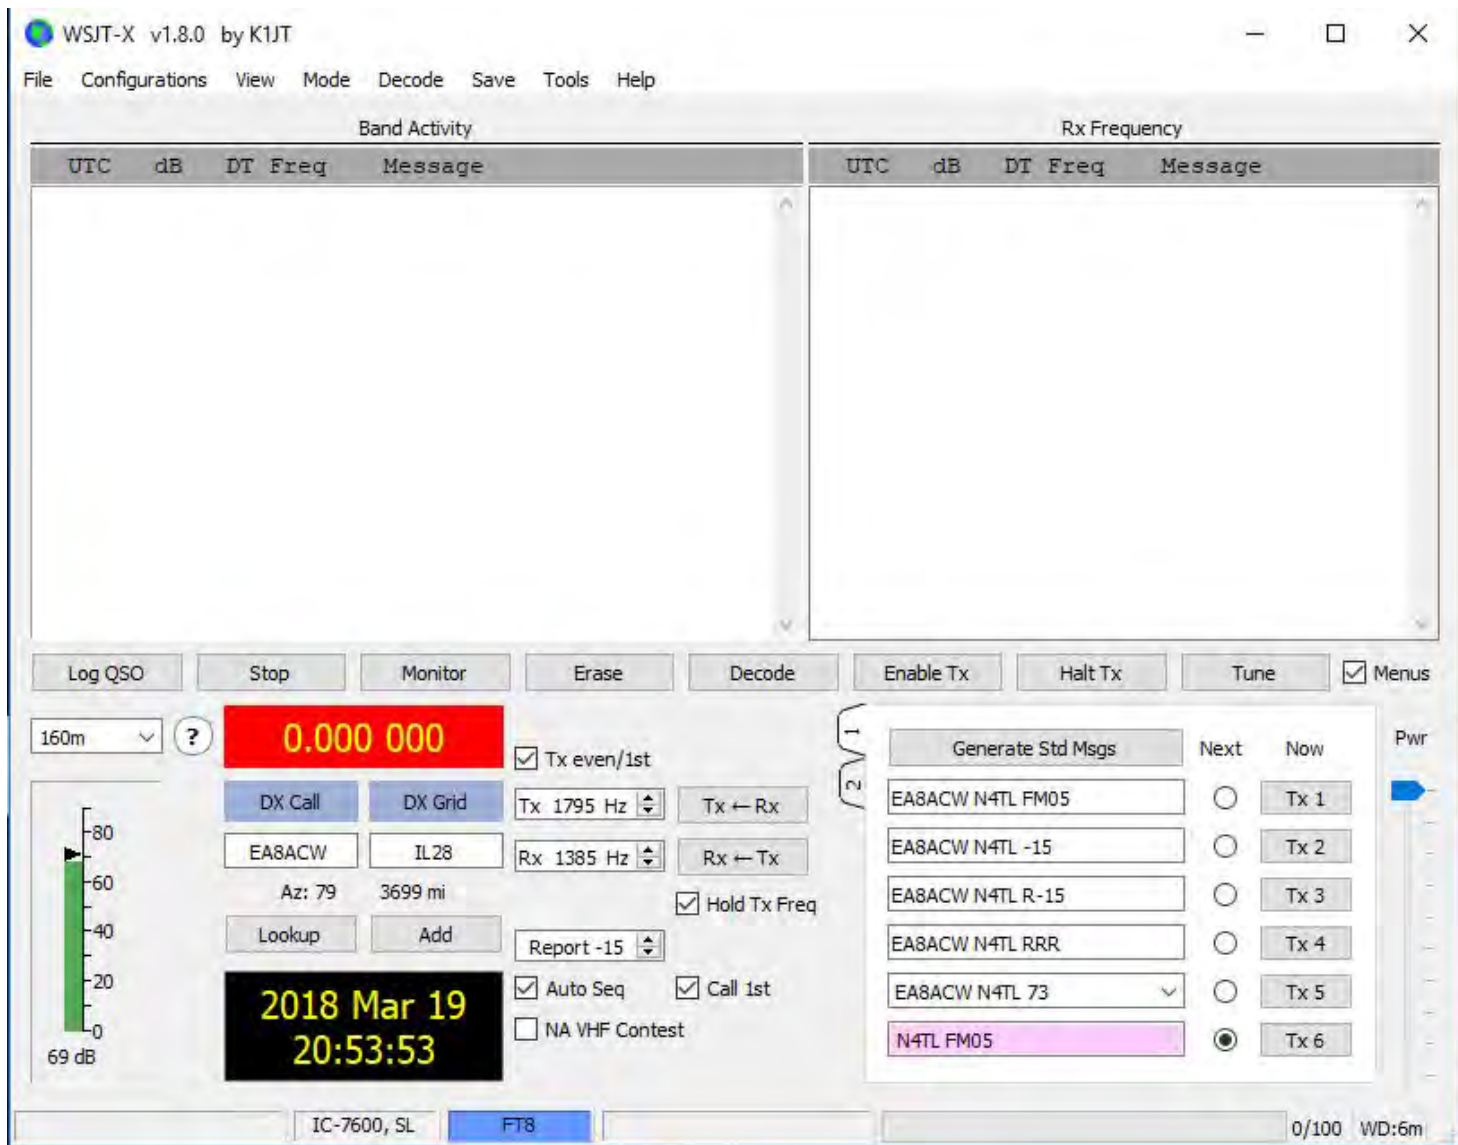 WSJT-X v1.8.0 by K1JT
File Configurations View Mode Decode Save Tools Help
Band Activity
Rx Frequency
UTC dB DT Freq Message
UTC dB DT Freq Message
Log QSO Stop Monitor Erase Decode Enable Tx Halt Tx Tune Menus
160m ? 0.000 000
Tx even/1st
DX Call DX Grid
Tx 1795 Hz Tx ← Rx
EA8ACW IL28
Rx 1385 Hz Rx ← Tx
Az: 79 3699 mi
Hold Tx Freq
Lookup Add
Report -15
2018 Mar 19
20:53:53
Auto Seq Call 1st
NA VHF Contest
-80
-60
-40
-20
-0
69 dB
1
2
Generate Std Msgs Next Now
Pwr
EA8ACW N4TL FM05 Tx 1
EA8ACW N4TL -15 Tx 2
EA8ACW N4TL R-15 Tx 3
EA8ACW N4TL RRR Tx 4
EA8ACW N4TL 73 Tx 5
N4TL FM05 Tx 6
IC-7600, SL FT8 0/100 WD:6m